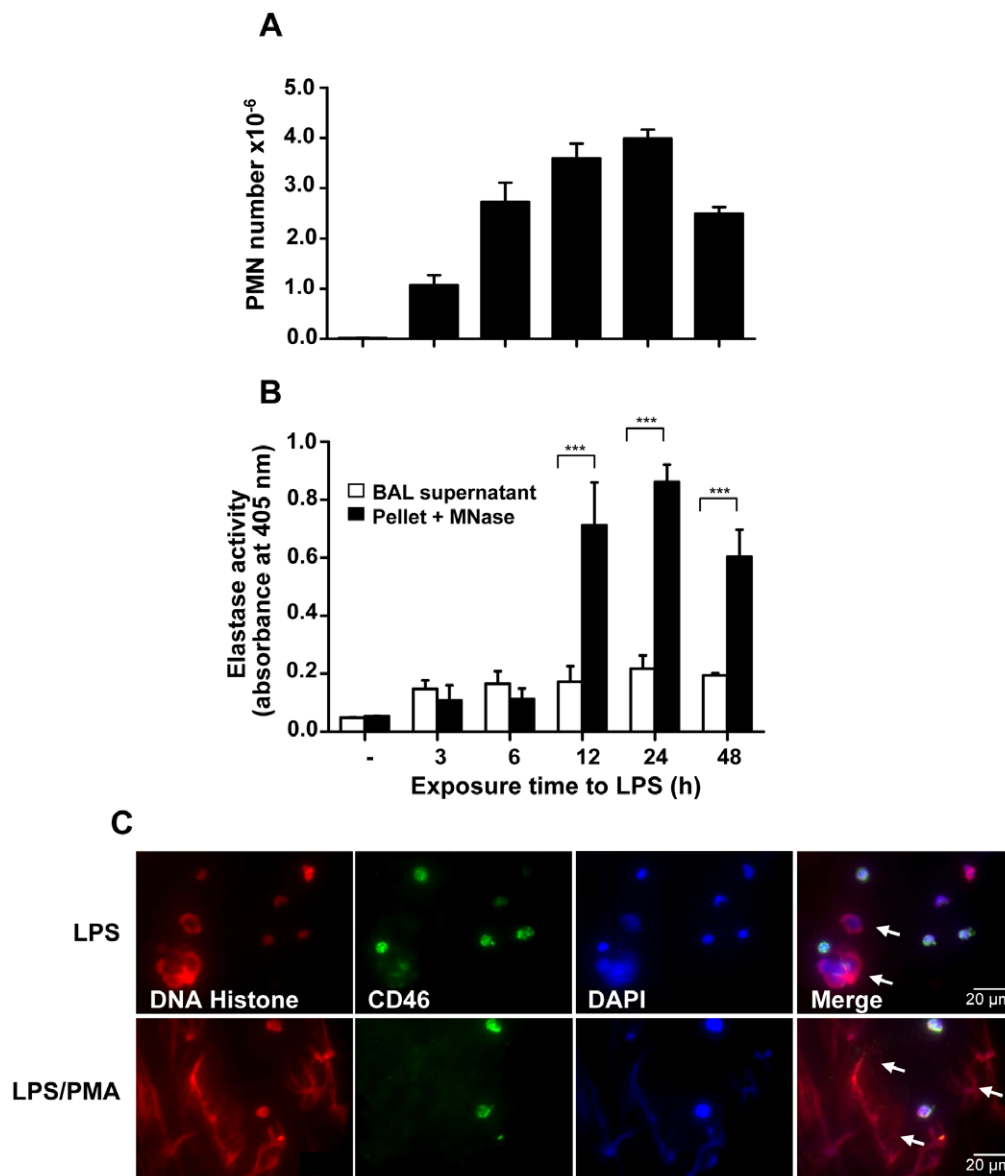 A
PMN number x10-6
5.0
4.0
3.0
2.0
1.0
0.0
B
Elastase activity
(absorbance at 405 nm)
1.0
0.8
0.6
0.4
0.2
0.0
BAL supernatant
Pellet + MNase
***
***
***
- 3 6 12 24 48
Exposure time to LPS (h)
C
LPS
DNA Histone
CD46
DAPI
Merge
20 µm
LPS/PMA
20 µm